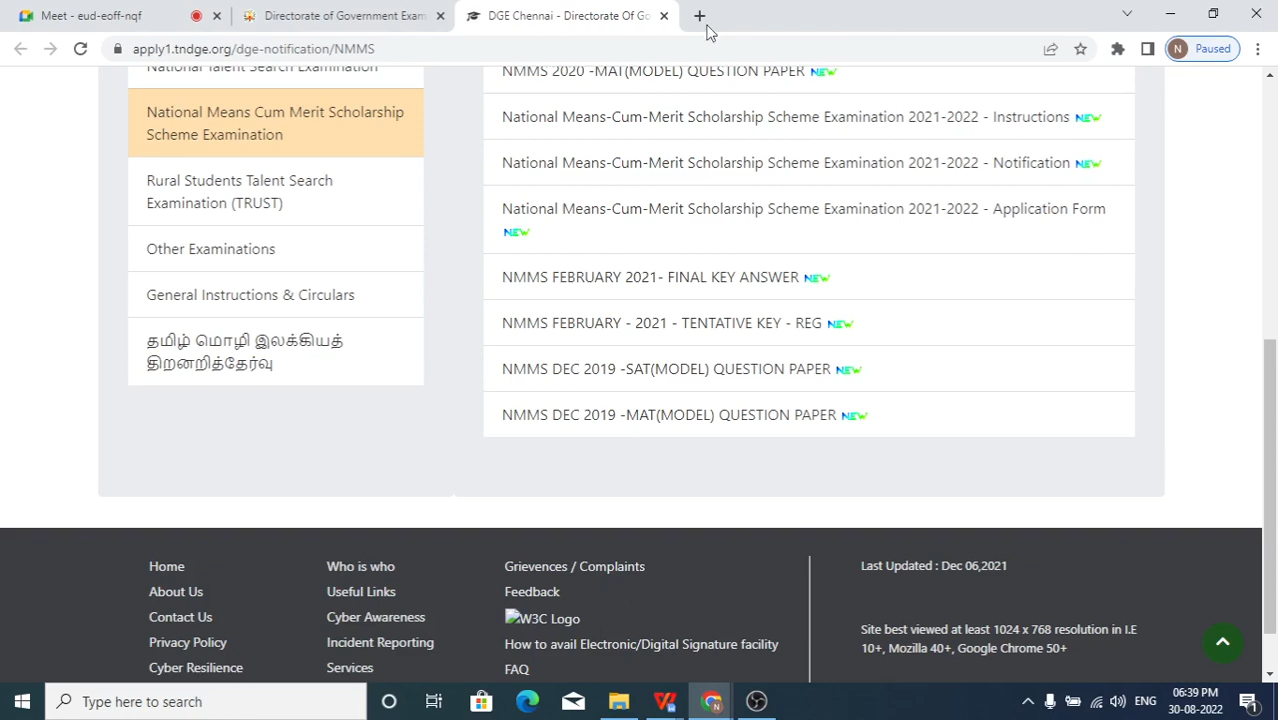 Meet - eud-eoff-nqf
Directorate of Government Exam
DGE Chennai - Directorate Of Go
apply1.tndge.org/dge-notification/NMMS
N
Paused
National Talent Search Examination
National Means Cum Merit Scholarship
Scheme Examination
Rural Students Talent Search
Examination (TRUST)
Other Examinations
General Instructions & Circulars
தமிழ் மொழி இலக்கியத்
திறனறித்தேர்வு
NMMS 2020 -MAT(MODEL) QUESTION PAPER NEW
National Means-Cum-Merit Scholarship Scheme Examination 2021-2022 - Instructions NEW
National Means-Cum-Merit Scholarship Scheme Examination 2021-2022 - Notification NEW
National Means-Cum-Merit Scholarship Scheme Examination 2021-2022 - Application Form
NEW
NMMS FEBRUARY 2021- FINAL KEY ANSWER NEW
NMMS FEBRUARY - 2021 - TENTATIVE KEY - REG NEW
NMMS DEC 2019 -SAT(MODEL) QUESTION PAPER NEW
NMMS DEC 2019 -MAT(MODEL) QUESTION PAPER NEW
Home
About Us
Contact Us
Privacy Policy
Cyber Resilience
Who is who
Useful Links
Cyber Awareness
Incident Reporting
Services
Grievences / Complaints
Feedback
W3C Logo
How to avail Electronic/Digital Signature facility
FAQ
Last Updated : Dec 06,2021
Site best viewed at least 1024 x 768 resolution in I.E
10+, Mozilla 40+, Google Chrome 50+
Type here to search
ENG
06:39 PM
30-08-2022
1